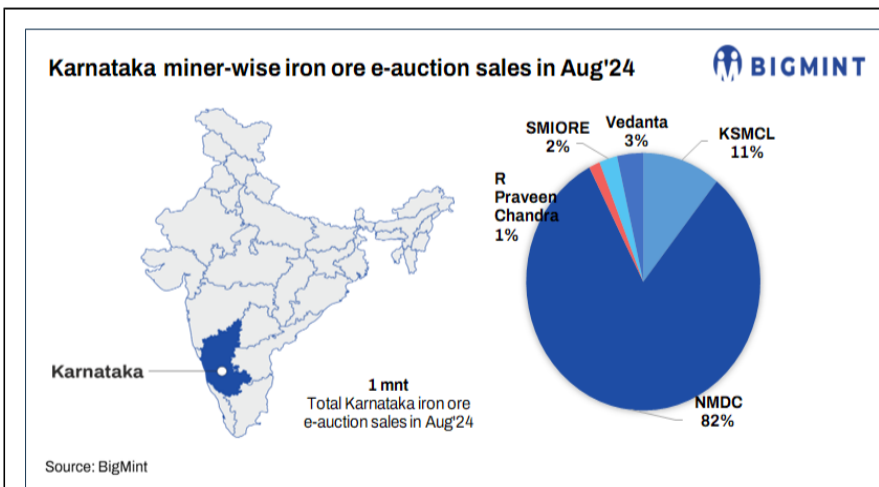 Karnataka miner-wise iron ore e-auction sales in Aug'24
BIGMINT
SMIORE
2%
Vedanta
3%
KSMCL
11%
R
Praveen
Chandra
1%
Karnataka
1 mnt
Total Karnataka iron ore
e-auction sales in Aug'24
NMDC
82%
Source: BigMint